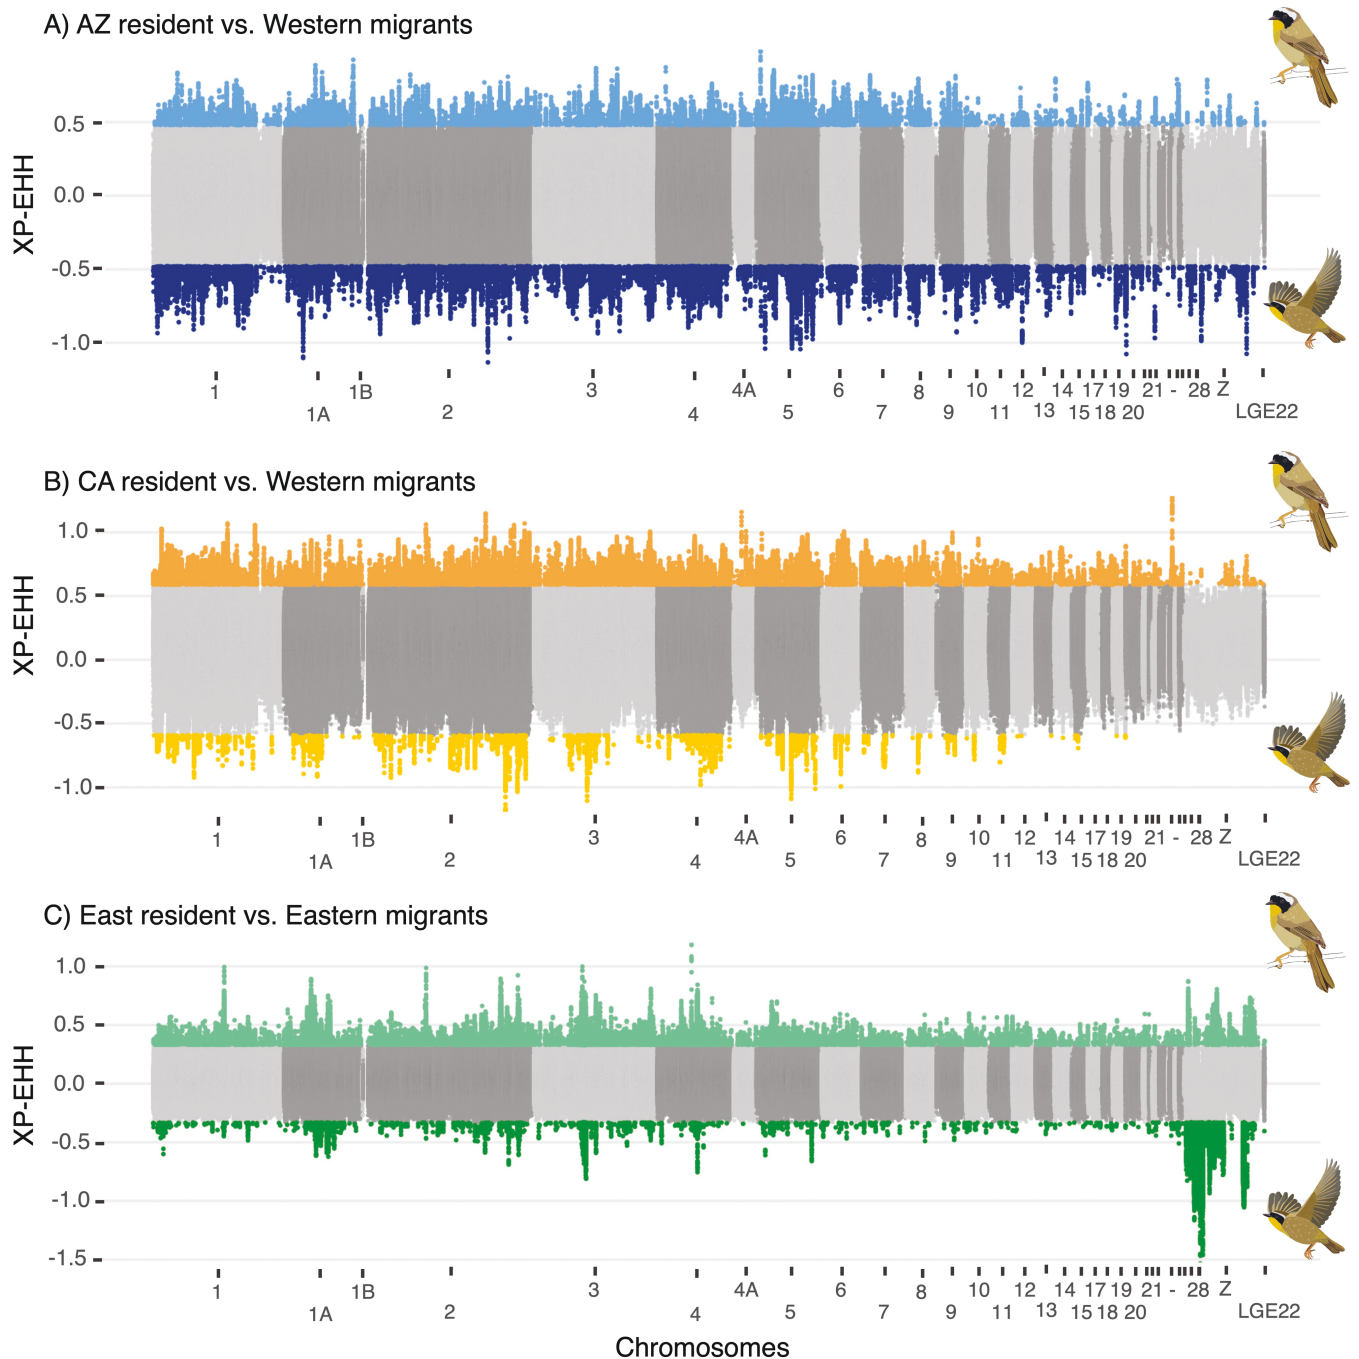 A) AZ resident vs. Western migrants
XP-EHH
0.5
0.0
-0.5
-1.0
1 1B 2 3 4A 6 8 10 12 14 17 19 21 - 28 Z
1A 2 4 5 7 9 11 13 15 18 20 LGE22
B) CA resident vs. Western migrants
XP-EHH
1.0
0.5
0.0
-0.5
-1.0
1 1B 3 4A 6 8 10 12 14 17 19 21 - 28 Z
1A 2 4 5 7 9 11 13 15 18 20 LGE22
C) East resident vs. Eastern migrants
XP-EHH
1.0
0.5
0.0
-0.5
-1.0
-1.5
1 1B 3 4A 6 8 10 12 14 17 19 21 - 28 Z
1A 2 4 5 7 9 11 13 15 18 20 LGE22
Chromosomes